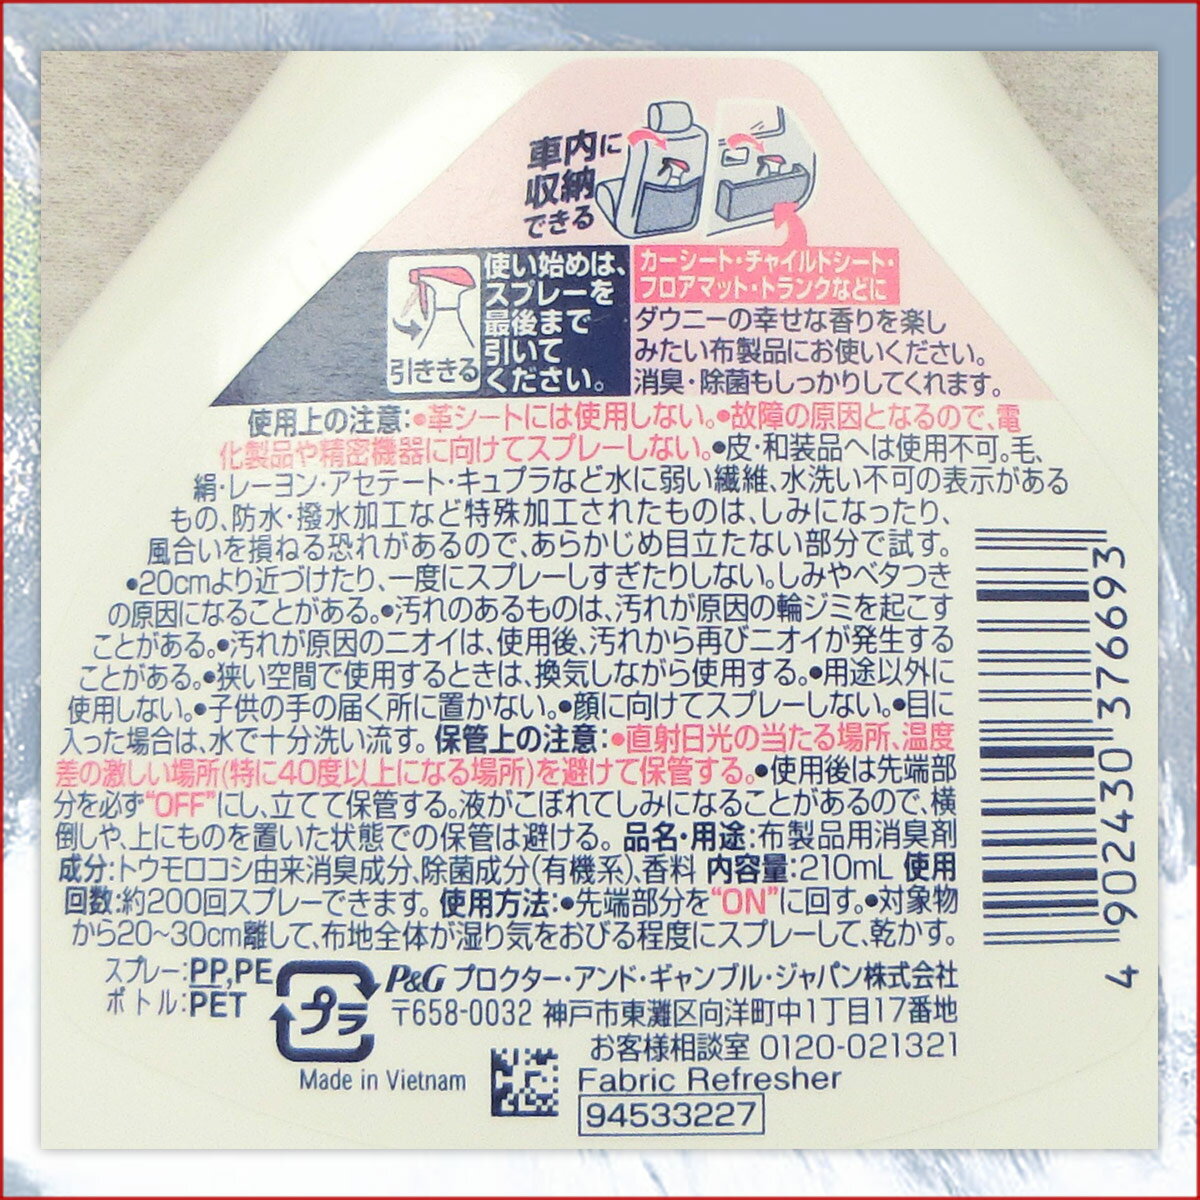 車内に
収納
できる
使い始めは、
スプレーを
最後まで
引いて
ください。
引ききる
カーシート・チャイルドシート・
フロアマット・トランクなどに
ダウニーの幸せな香りを楽し
みたい布製品にお使いください。
消臭・除菌もしっかりしてくれます。
使用上の注意:●革シートには使用しない。●故障の原因となるので、電
化製品や精密機器に向けてスプレーしない。●皮・和装品へは使用不可。毛、
絹・レーヨン・アセテート・キュプラなど水に弱い繊維、水洗い不可の表示がある
もの、防水・撥水加工など特殊加工されたものは、しみになったり、
風合いを損ねる恐れがあるので、あらかじめ目立たない部分で試す。
●20cmより近づけたり、一度にスプレーしすぎたりしない。しみやベタつき
の原因になることがある。●汚れのあるものは、汚れが原因の輪ジミを起こす
ことがある。●汚れが原因のニオイは、使用後、汚れから再びニオイが発生する
ことがある。●狭い空間で使用するときは、換気しながら使用する。●用途以外に
使用しない。●子供の手の届く所に置かない。●顔に向けてスプレーしない。●目に
入った場合は、水で十分洗い流す。 保管上の注意:●直射日光の当たる場所、温度
差の激しい場所(特に40度以上になる場所)を避けて保管する。●使用後は先端部
分を必ず“OFF”にし、立てて保管する。液がこぼれてしみになることがあるので、横
倒しや、上にものを置いた状態での保管は避ける。 品名・用途:布製品用消臭剤
成分:トウモロコシ由来消臭成分、除菌成分(有機系)、香料 内容量:210mL 使用
回数:約200回スプレーできます。 使用方法:●先端部分を“ON”に回す。●対象物
から20~30cm離して、布地全体が湿り気をおびる程度にスプレーして、乾かす。
スプレー:PP,PE
ボトル:PET
プラ
P&G プロクター・アンド・ギャンブル・ジャパン株式会社
〒658-0032 神戸市東灘区向洋町中1丁目17番地
お客様相談室 0120-021321
Made in Vietnam
Fabric Refresher
94533227
4 902430 376693